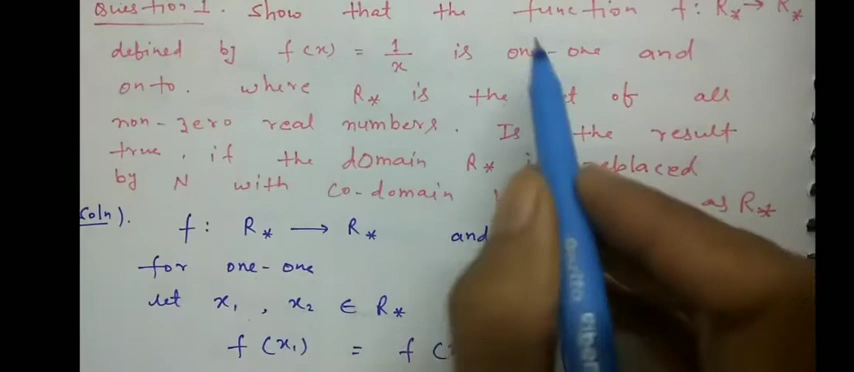 Question 1. Show that the function f: R* → R*
defined by f(x) = 1/x is one-one and
onto. where R* is the of all
non-zero real numbers. Is the result
true, if the domain R*
by N with co-domain as R*
Soln). f: R* → R* and
for one-one
let x₁, x₂ ∈ R*
f(x₁) = f(